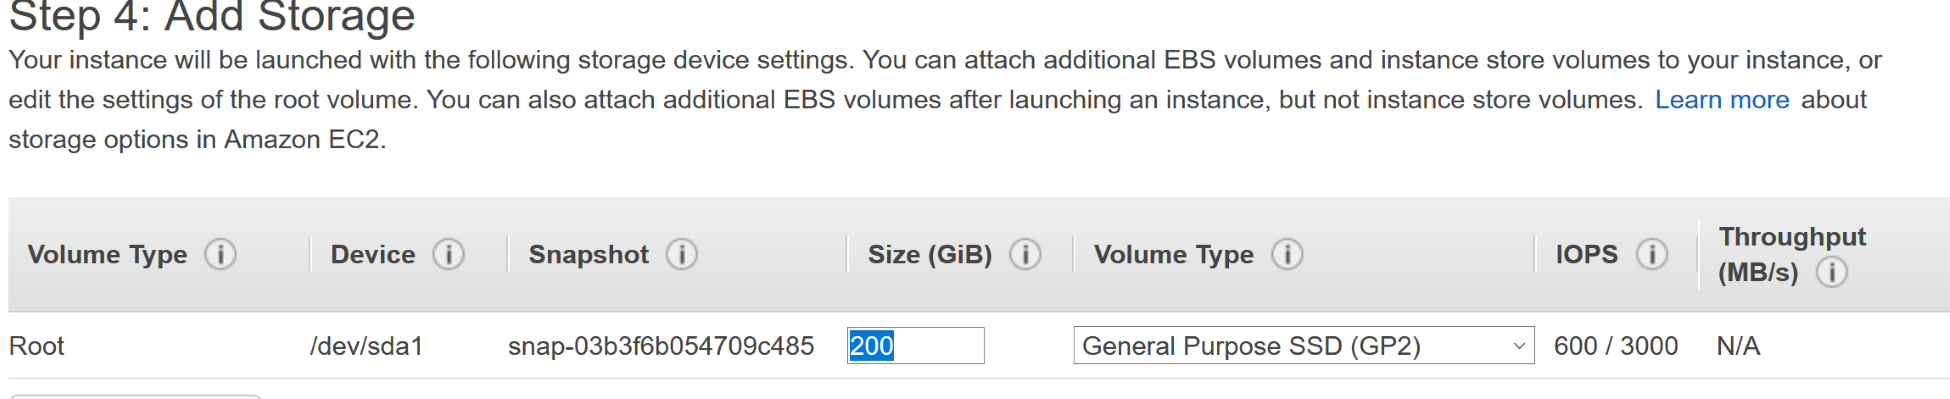 Step 4: Add Storage
Your instance will be launched with the following storage device settings. You can attach additional EBS volumes and instance store volumes to your instance, or
edit the settings of the root volume. You can also attach additional EBS volumes after launching an instance, but not instance store volumes. Learn more about
storage options in Amazon EC2.
Volume Type i Device i Snapshot i Size (GiB) i Volume Type i IOPS i Throughput
(MB/s) i
Root /dev/sda1 snap-03b3f6b054709c485 200 General Purpose SSD (GP2) 600 / 3000 N/A